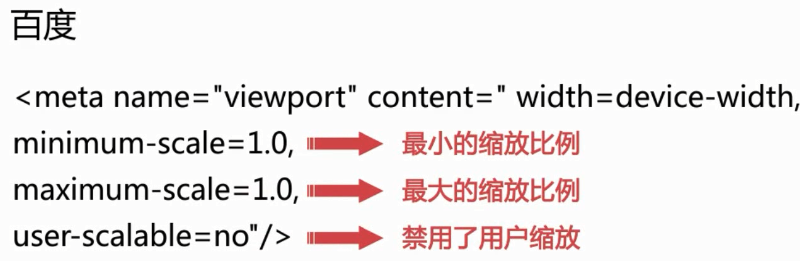 百度
<meta name="viewport" content=" width=device-width,
minimum-scale=1.0, 最小的缩放比例
maximum-scale=1.0, 最大的缩放比例
user-scalable=no"/> 禁用了用户缩放